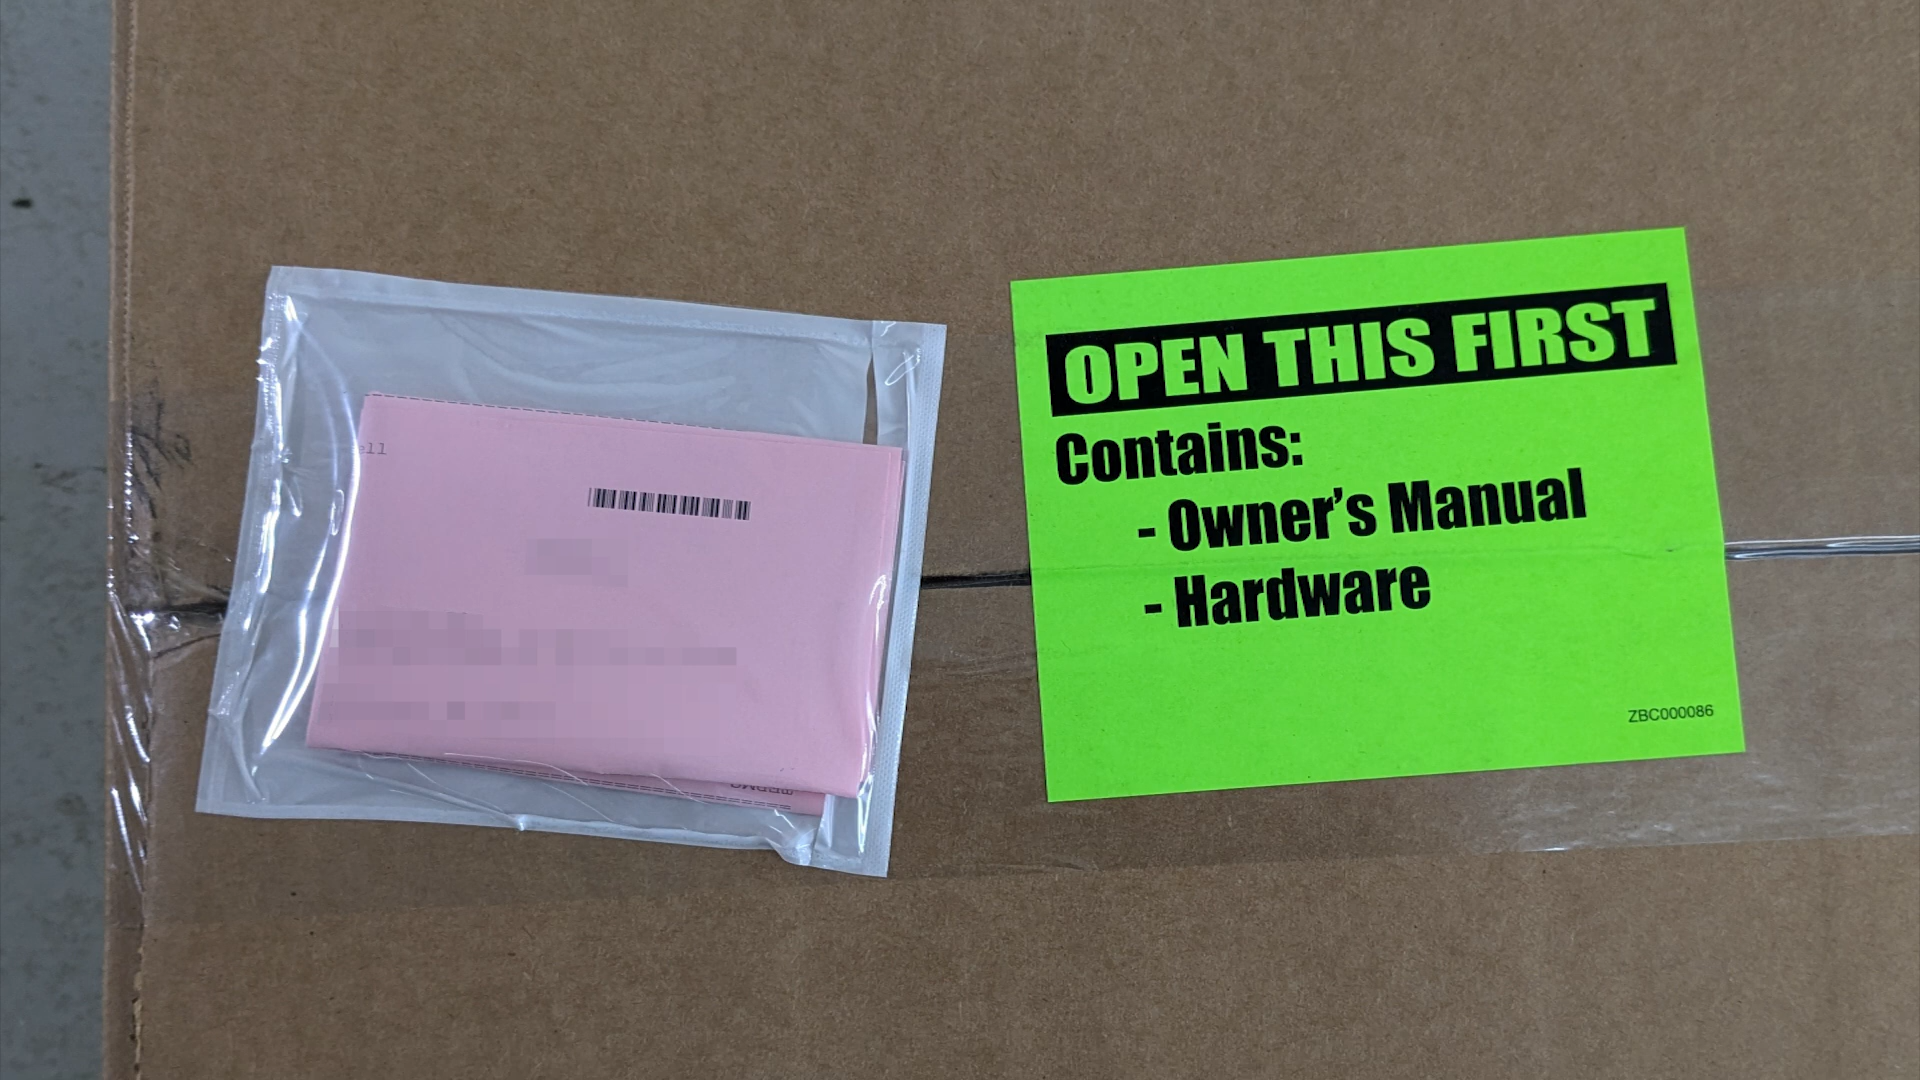 OPEN THIS FIRST
Contains:
- Owner's Manual
- Hardware
ZBC000086